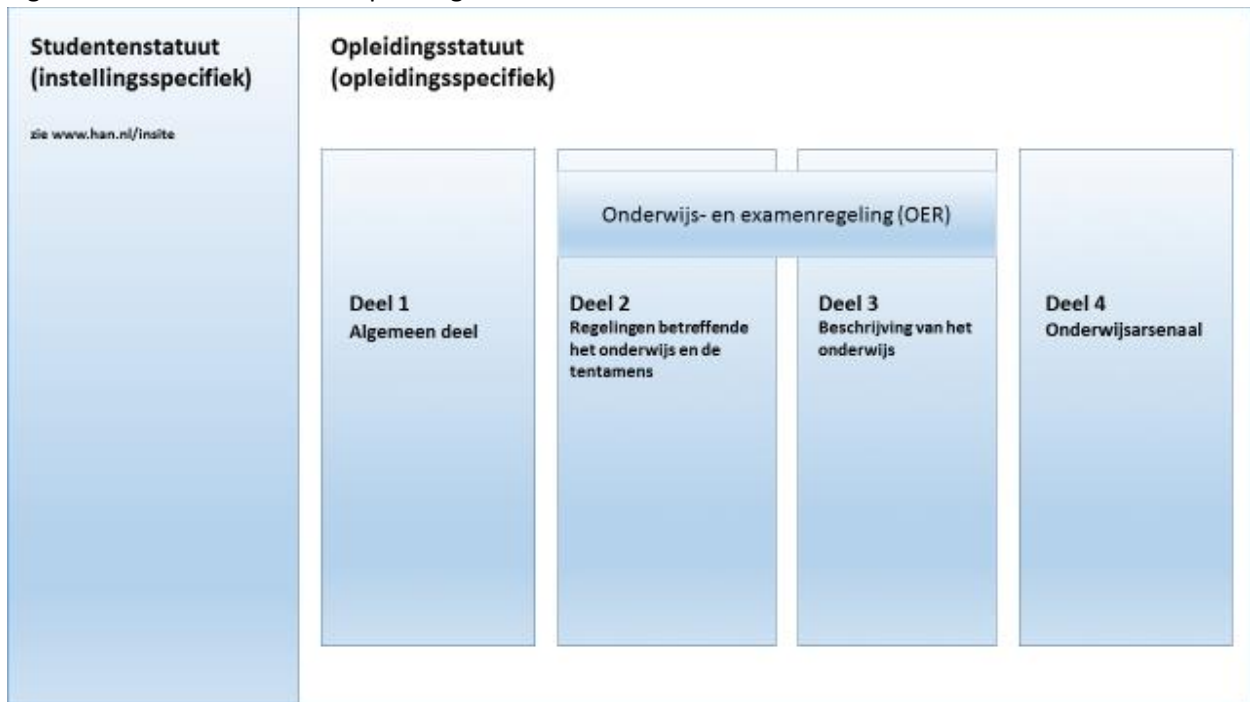 Studentenstatuut
(instellingsspecifiek)
zie www.han.nl/insite
Opleidingsstatuut
(opleidingsspecifiek)
Onderwijs- en examenregeling (OER)
Deel 1
Algemeen deel
Deel 2
Regelingen betreffende
het onderwijs en de
tentamens
Deel 3
Beschrijving van het
onderwijs
Deel 4
Onderwijsarsenaal